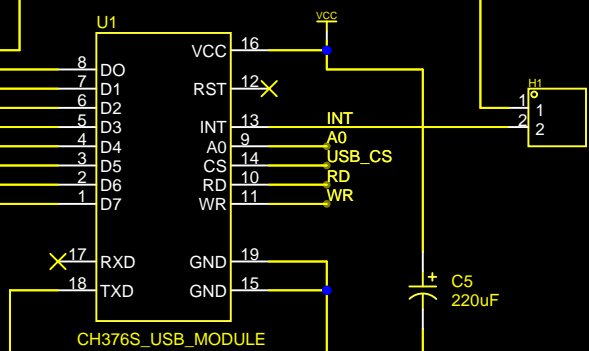 U1
VCC
VCC
16
8
DO
7
D1
6
D2
5
D3
4
D4
3
D5
2
D6
1
D7
RST
12
INT
13
INT
A0
9
A0
CS
14
USB_CS
RD
10
RD
WR
11
WR
H1
1
1
2
2
17
RXD
18
TXD
GND
19
GND
15
C5
220uF
+
CH376S_USB_MODULE